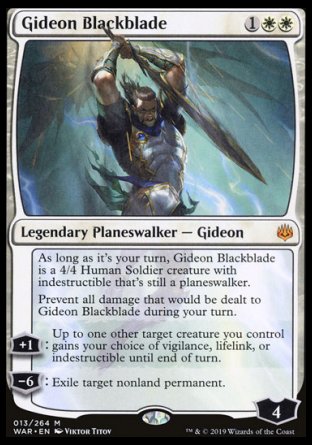 Gideon Blackblade 1
Legendary Planeswalker — Gideon
As long as it's your turn, Gideon Blackblade
is a 4/4 Human Soldier creature with
indestructible that's still a planeswalker.
Prevent all damage that would be dealt to
Gideon Blackblade during your turn.
Up to one other target creature you control
+1: gains your choice of vigilance, lifelink, or
indestructible until end of turn.
-6: Exile target nonland permanent.
4
013/264 M
WAR • EN Viktor Titov ™ & © 2019 Wizards of the Coast